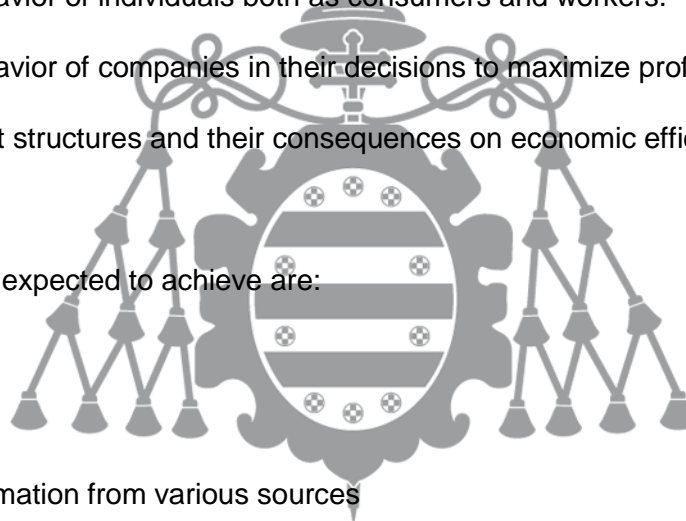 avior of individuals both as consumers and workers.
avior of companies in their decisions to maximize prof
t structures and their consequences on economic effic
expected to achieve are:
mation from various sources